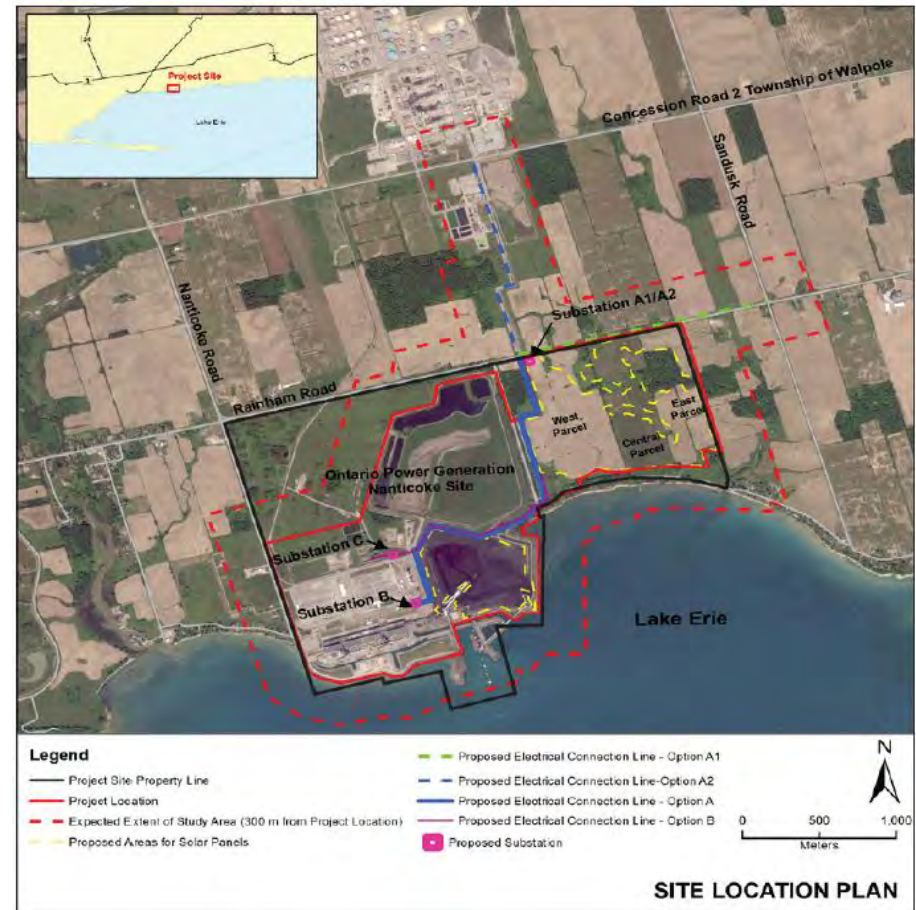 Project Site
Lake Erie
Concession Road 2 Township of Walpole
Sandusk Road
Nanticoke Road
Substation A1/A2
Rainham Road
West
Parcel
East
Parcel
Central
Parcel
Ontario Power Generation
Nanticoke Site
Substation C
Substation B
Lake Erie
Legend
Project Site Property Line
Project Location
Expected Extent of Study Area (300 m from Project Location)
Proposed Areas for Solar Panels
Proposed Electrical Connection Line - Option A1
Proposed Electrical Connection Line-Option A2
Proposed Electrical Connection Line - Option A
Proposed Electrical Connection Line - Option B
Proposed Substation
N
0 500 1,000
Meters
SITE LOCATION PLAN